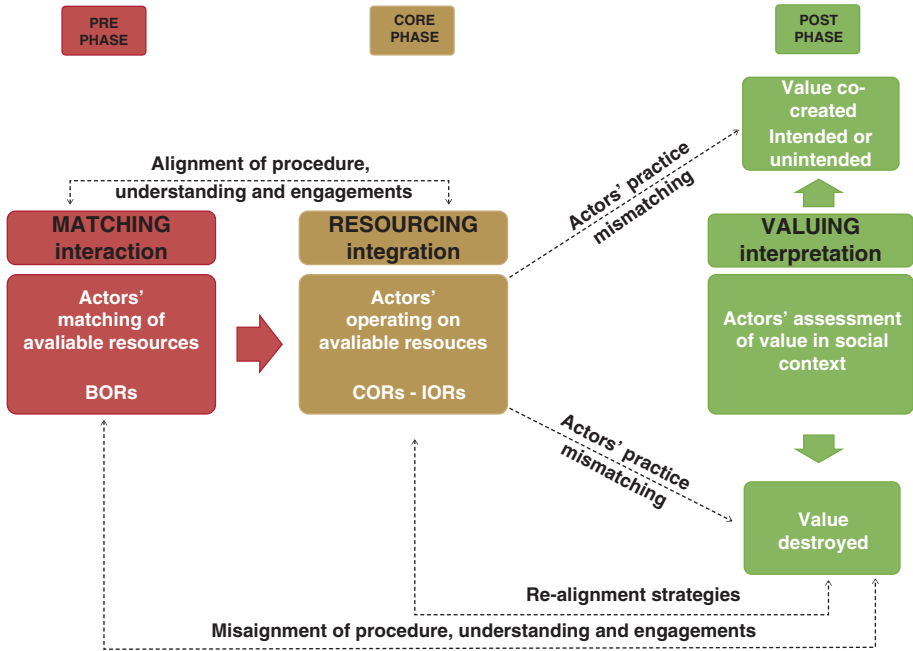 PRE
PHASE
CORE
PHASE
POST
PHASE
Value co-
created
Intended or
unintended
Alignment of procedure,
understanding and engagements
Actors' practice
mismatching
MATCHING
interaction
RESOURCING
integration
VALUING
interpretation
Actors'
matching of
avaliable resources
BORs
Actors'
operating on
avaliable resouces
CORs - IORs
Actors' assessment
of value in social
context
Actors' practice
mismatching
Value
destroyed
Re-alignment strategies
Misaignment of procedure, understanding and engagements